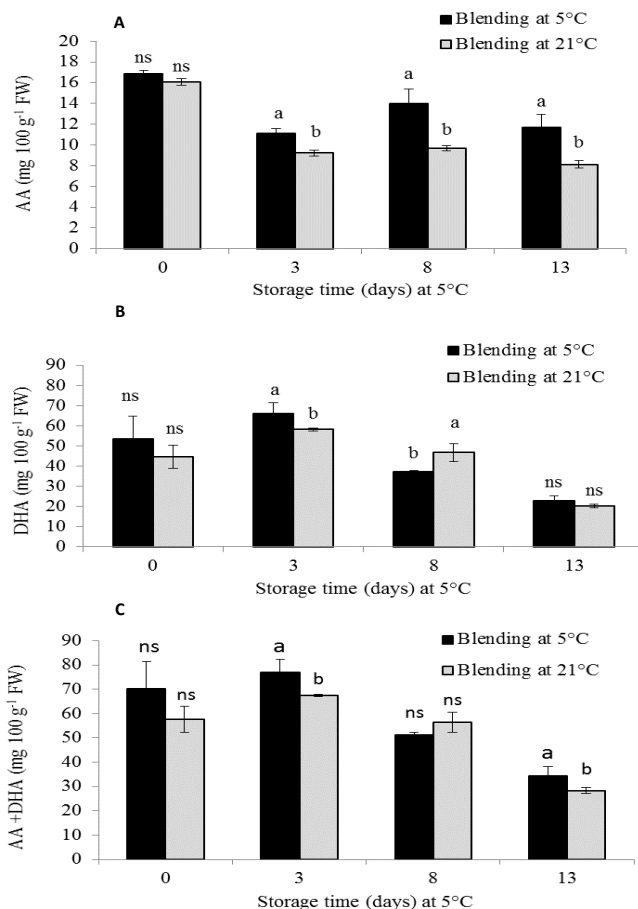 A
Blending at 5°C
Blending at 21°C
AA (mg 100 g-1 FW)
20
18
16
14
12
10
8
6
4
2
0
ns ns
a b
a b
a b
0 3 8 13
Storage time (days) at 5°C
B
Blending at 5°C
Blending at 21°C
DHA (mg 100 g-1 FW)
90
80
70
60
50
40
30
20
10
0
ns ns
a b
b a
ns ns
0 3 8 13
Storage time (days) at 5°C
C
Blending at 5°C
Blending at 21°C
AA +DHA (mg 100 g-1 FW)
90
80
70
60
50
40
30
20
10
0
ns ns
a b
ns ns
a b
0 3 8 13
Storage time (days) at 5°C